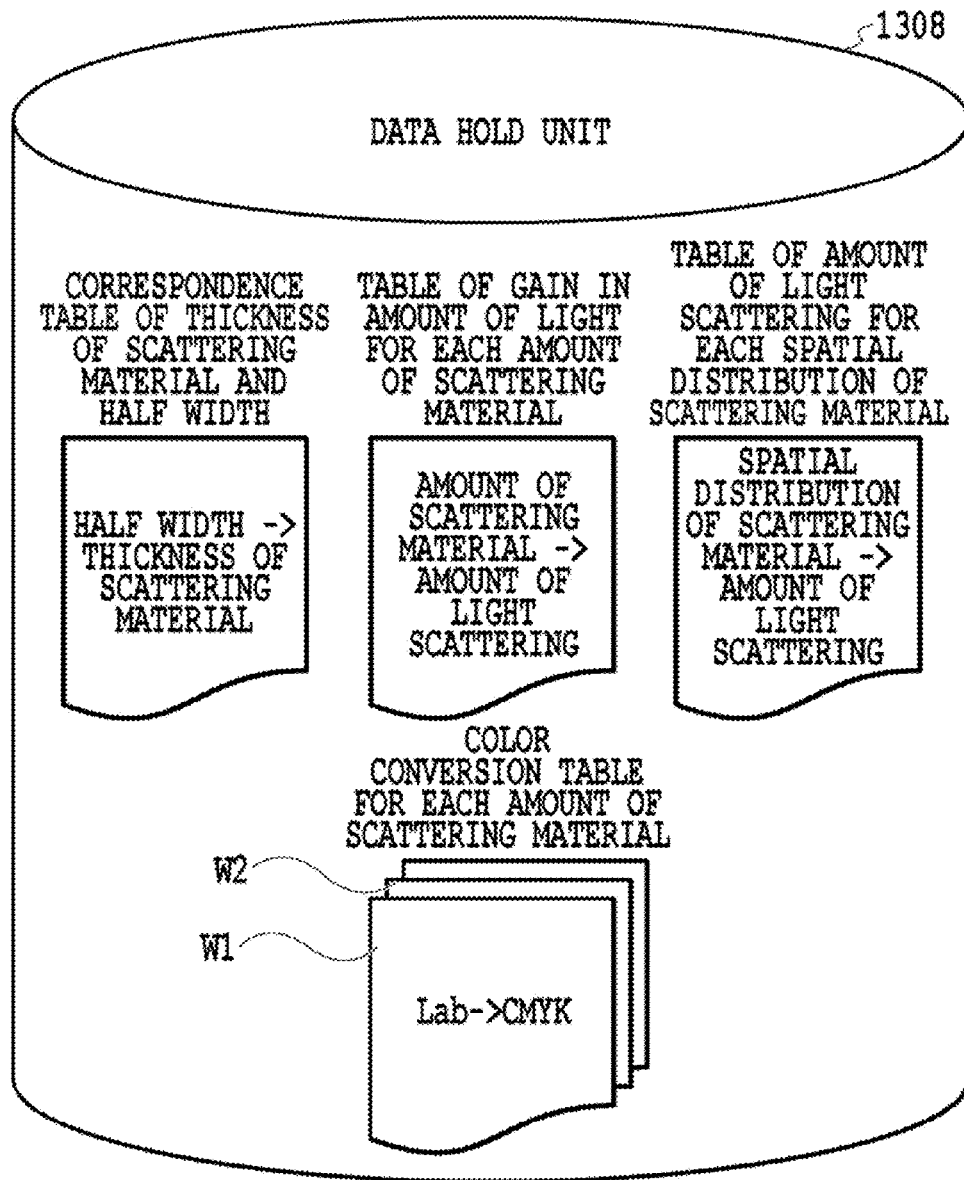 1308
DATA HOLD UNIT
CORRESPONDENCE
TABLE OF THICKNESS
OF SCATTERING
MATERIAL AND
HALF WIDTH
HALF WIDTH ->
THICKNESS OF
SCATTERING
MATERIAL
TABLE OF GAIN IN
AMOUNT OF LIGHT
FOR EACH AMOUNT
OF SCATTERING
MATERIAL
AMOUNT OF
SCATTERING
MATERIAL ->
AMOUNT OF
LIGHT
SCATTERING
TABLE OF AMOUNT
OF LIGHT
SCATTERING FOR
EACH SPATIAL
DISTRIBUTION OF
SCATTERING MATERIAL
SPATIAL
DISTRIBUTION
OF SCATTERING
MATERIAL ->
AMOUNT OF
LIGHT
SCATTERING
COLOR
CONVERSION TABLE
FOR EACH AMOUNT OF
SCATTERING MATERIAL
W2
W1
Lab->CMYK